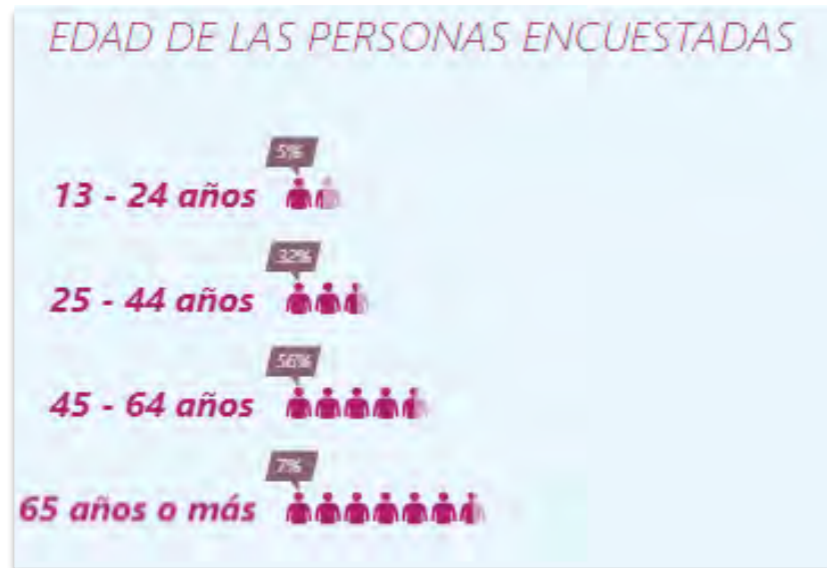 EDAD DE LAS PERSONAS ENCUESTADAS
5%
13 - 24 años
32%
25 - 44 años
56%
45 - 64 años
7%
65 años o más